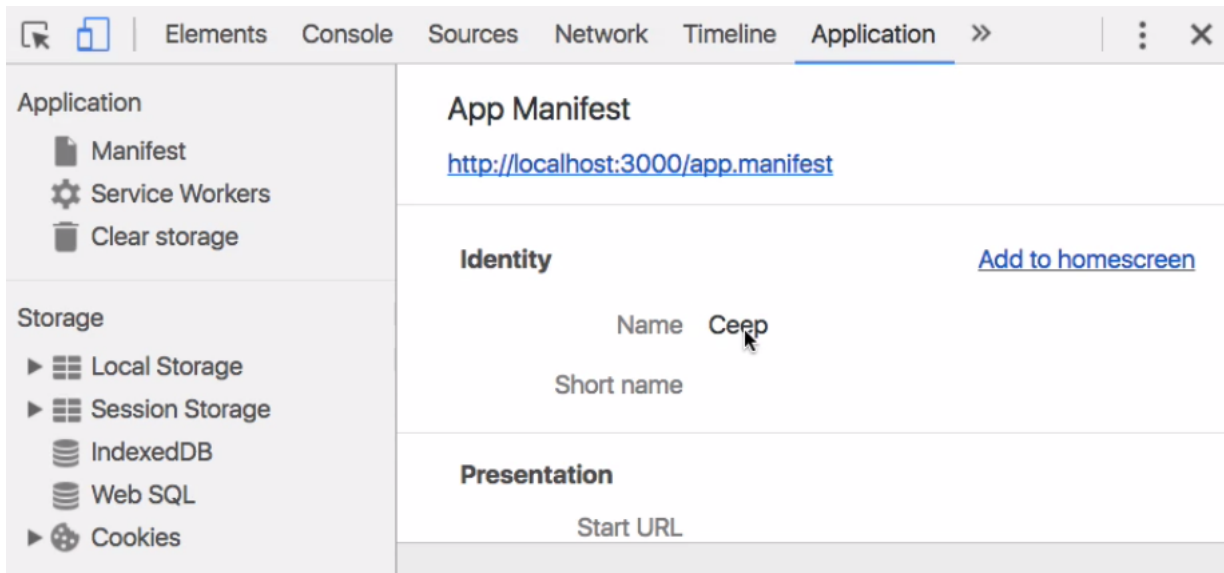 Elements Console Sources Network Timeline Application »
Application
Manifest
Service Workers
Clear storage
Storage
Local Storage
Session Storage
IndexedDB
Web SQL
Cookies
App Manifest
http://localhost:3000/app.manifest
Identity Add to homescreen
Name Ceep
Short name
Presentation
Start URL